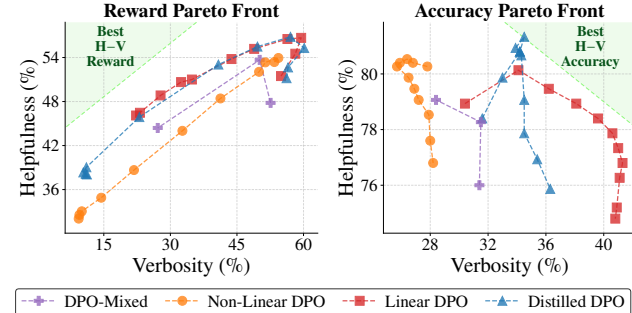 Reward Pareto Front
Best
H−V
Reward
Helpfulness (%)
54
48
42
36
15
30
45
60
Verbosity (%)
Accuracy Pareto Front
Best
H−V
Accuracy
Helpfulness (%)
80
78
76
28
32
36
40
Verbosity (%)
DPO-Mixed
Non-Linear DPO
Linear DPO
Distilled DPO